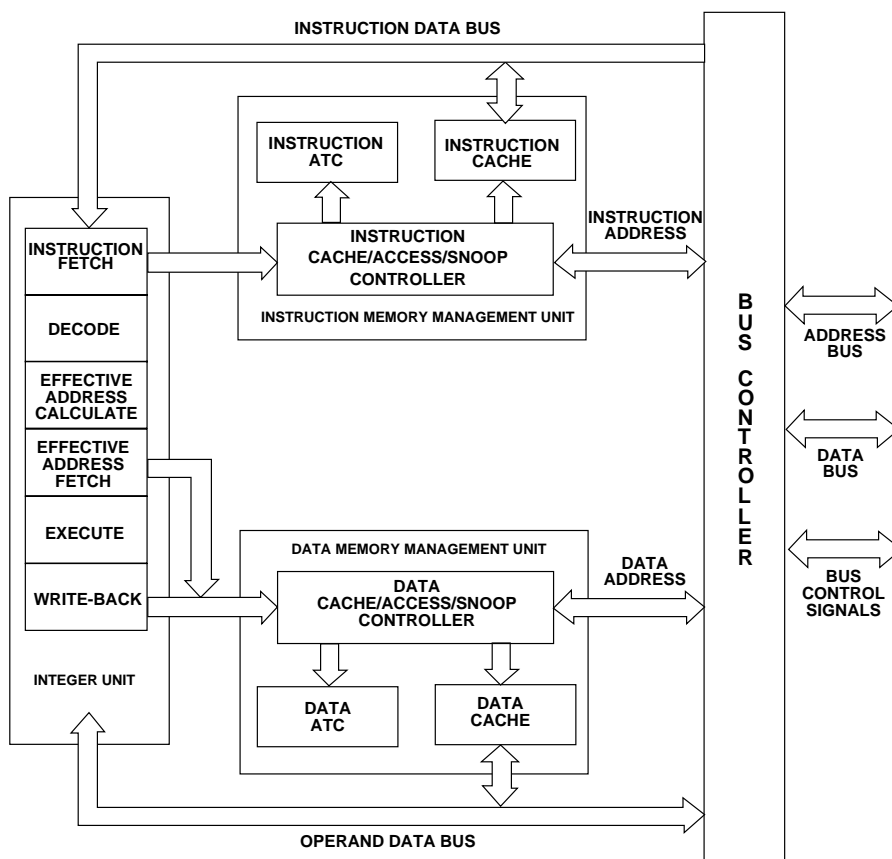 INSTRUCTION DATA BUS
INSTRUCTION
ATC
INSTRUCTION
CACHE
INSTRUCTION
ADDRESS
INSTRUCTION
FETCH
INSTRUCTION
CACHE/ACCESS/SNOOP
CONTROLLER
INSTRUCTION MEMORY MANAGEMENT UNIT
DECODE
EFFECTIVE
ADDRESS
CALCULATE
EFFECTIVE
ADDRESS
FETCH
EXECUTE
WRITE-BACK
INTEGER UNIT
DATA MEMORY MANAGEMENT UNIT
DATA
CACHE/ACCESS/SNOOP
CONTROLLER
DATA
ADDRESS
DATA
ATC
DATA
CACHE
OPERAND DATA BUS
BUS CONTROLLER
ADDRESS
BUS
DATA
BUS
BUS
CONTROL
SIGNALS